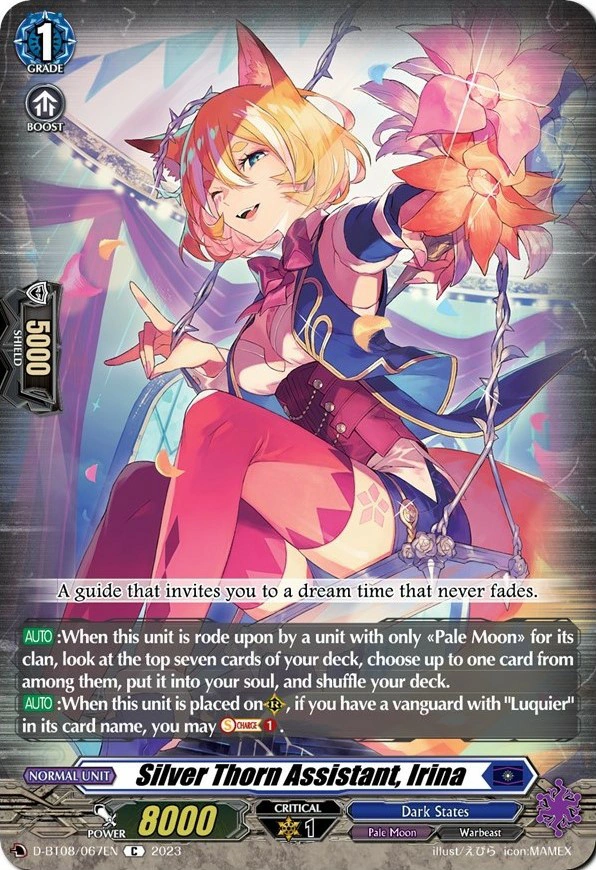 1
GRADE
BOOST
5000
SHIELD
A guide that invites you to a dream time that never fades.
AUTO :When this unit is rode upon by a unit with only «Pale Moon» for its
clan, look at the top seven cards of your deck, choose up to one card from
among them, put it into your soul, and shuffle your deck.
AUTO :When this unit is placed on R, if you have a vanguard with "Luquier"
in its card name, you may S CHARGE 1 .
NORMAL UNIT Silver Thorn Assistant, Irina
POWER 8000 CRITICAL 1 Dark States
Pale Moon Warbeast
D-BT08/067EN C 2023 illust/えびら icon:MAMEX